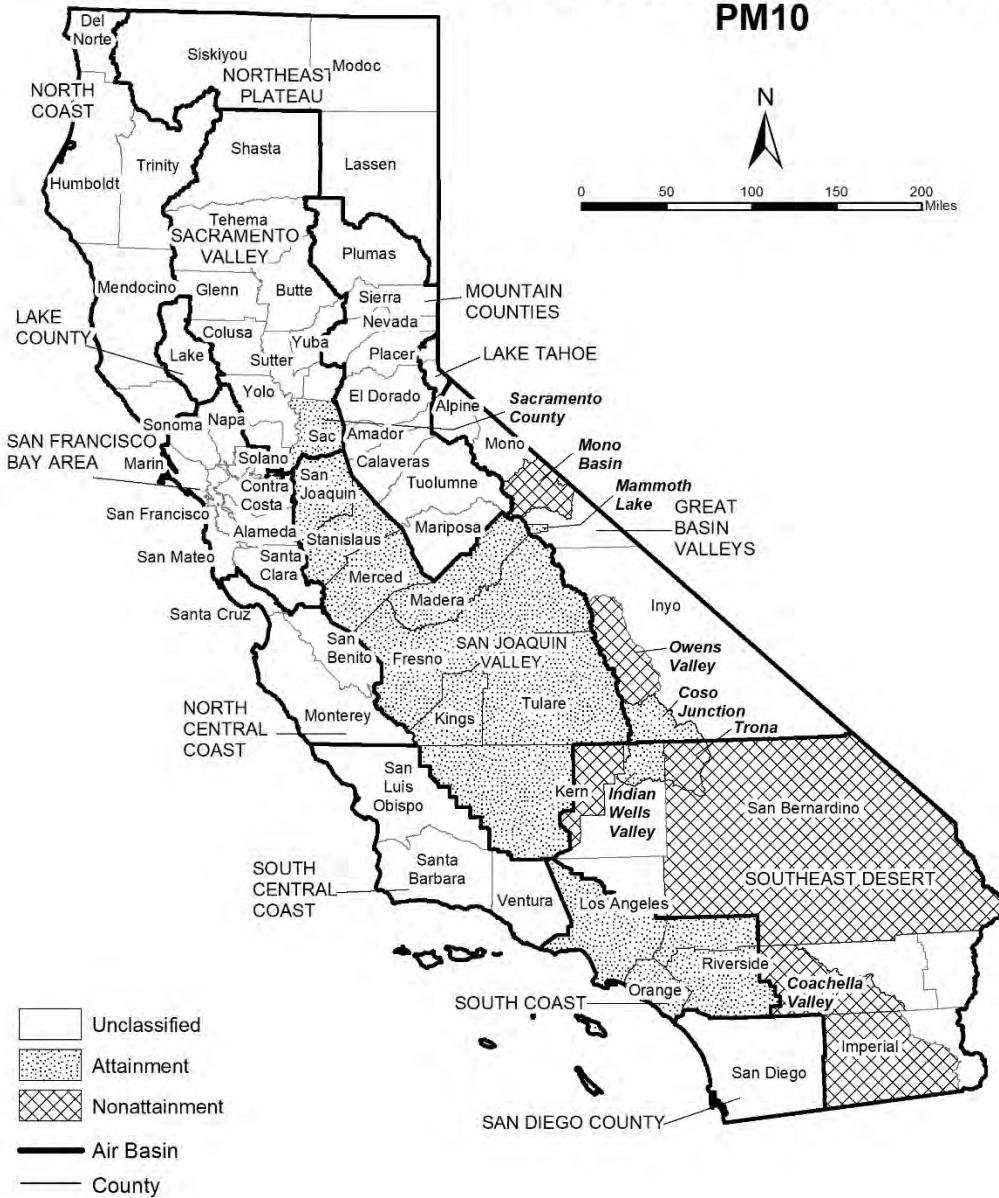 PM10
N
0 50 100 150 200
Miles
Del
Norte
Siskiyou
Modoc
NORTHEAST
PLATEAU
NORTH
COAST
Shasta
Trinity
Lassen
Humboldt
Tehema
SACRAMENTO
VALLEY
Plumas
Mendocino
Glenn
Butte
Sierra
MOUNTAIN
COUNTIES
Nevada
LAKE
COUNTY
Colusa
Yuba
Lake
Sutter
Placer
LAKE TAHOE
Yolo
El Dorado
Alpine
Sacramento
County
Sonoma
Napa
Sac
Amador
Mono
SAN FRANCISCO
BAY AREA
Marin
Solano
Calaveras
Mono
Basin
San
Joaquin
Contra
Costa
Tuolumne
Mammoth
Lake
San Francisco
GREAT
BASIN
VALLEYS
Alameda
Stanislaus
Mariposa
San Mateo
Santa
Clara
Merced
Madera
Santa Cruz
Inyo
San
Benito
Fresno
SAN JOAQUIN
VALLEY
Owens
Valley
Coso
Junction
NORTH
CENTRAL
COAST
Monterey
Kings
Tulare
Trona
San
Luis
Obispo
Kern
Indian
Wells
Valley
San Bernardino
SOUTH
CENTRAL
COAST
Santa
Barbara
Ventura
Los Angeles
SOUTHEAST DESERT
Riverside
Orange
Coachella
Valley
SOUTH COAST
Imperial
San Diego
SAN DIEGO COUNTY
Unclassified
Attainment
Nonattainment
Air Basin
County